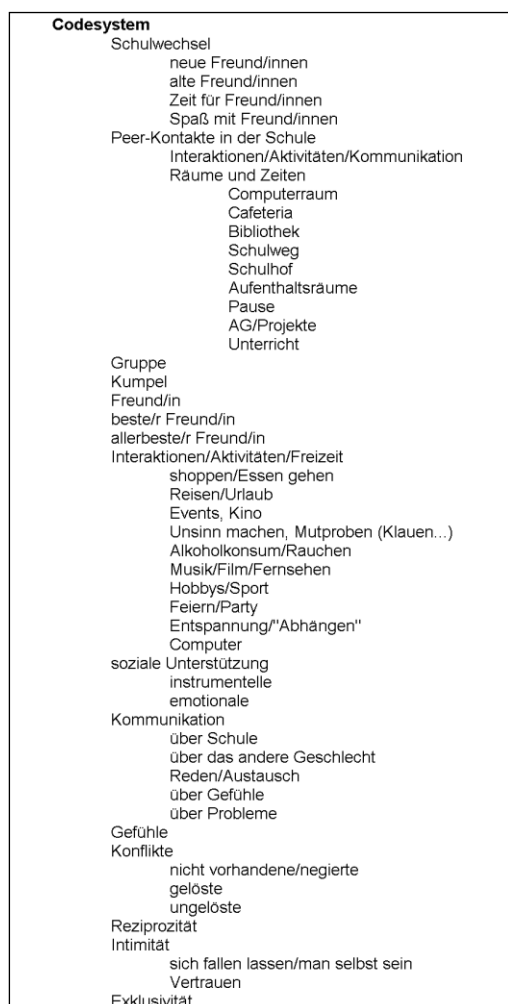 Codesystem
Schulwechsel
neue Freund/innen
alte Freund/innen
Zeit für Freund/innen
Spaß mit Freund/innen
Peer-Kontakte in der Schule
Interaktionen/Aktivitäten/Kommunikation
Räume und Zeiten
Computerraum
Cafeteria
Bibliothek
Schulweg
Schulhof
Aufenthaltsräume
Pause
AG/Projekte
Unterricht
Gruppe
Kumpel
Freund/in
beste/r Freund/in
allerbeste/r Freund/in
Interaktionen/Aktivitäten/Freizeit
shoppen/Essen gehen
Reisen/Urlaub
Events, Kino
Unsinn machen, Mutproben (Klauen...)
Alkoholkonsum/Rauchen
Musik/Film/Fernsehen
Hobbys/Sport
Feiern/Party
Entspannung/"Abhängen"
Computer
soziale Unterstützung
instrumentelle
emotionale
Kommunikation
über Schule
über das andere Geschlecht
Reden/Austausch
über Gefühle
über Probleme
Gefühle
Konflikte
nicht vorhandene/negierte
gelöste
ungelöste
Reziprozität
Intimität
sich fallen lassen/man selbst sein
Vertrauen
Exklusivität